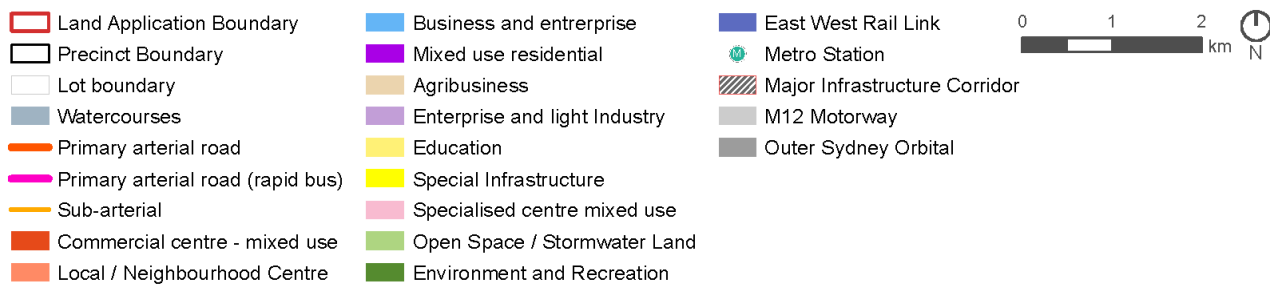 Land Application Boundary
Precinct Boundary
Lot boundary
Watercourses
Primary arterial road
Primary arterial road (rapid bus)
Sub-arterial
Commercial centre - mixed use
Local / Neighbourhood Centre
Business and entrerprise
Mixed use residential
Agribusiness
Enterprise and light Industry
Education
Special Infrastructure
Specialised centre mixed use
Open Space / Stormwater Land
Environment and Recreation
East West Rail Link
M Metro Station
Major Infrastructure Corridor
M12 Motorway
Outer Sydney Orbital
0 1 2
km
N